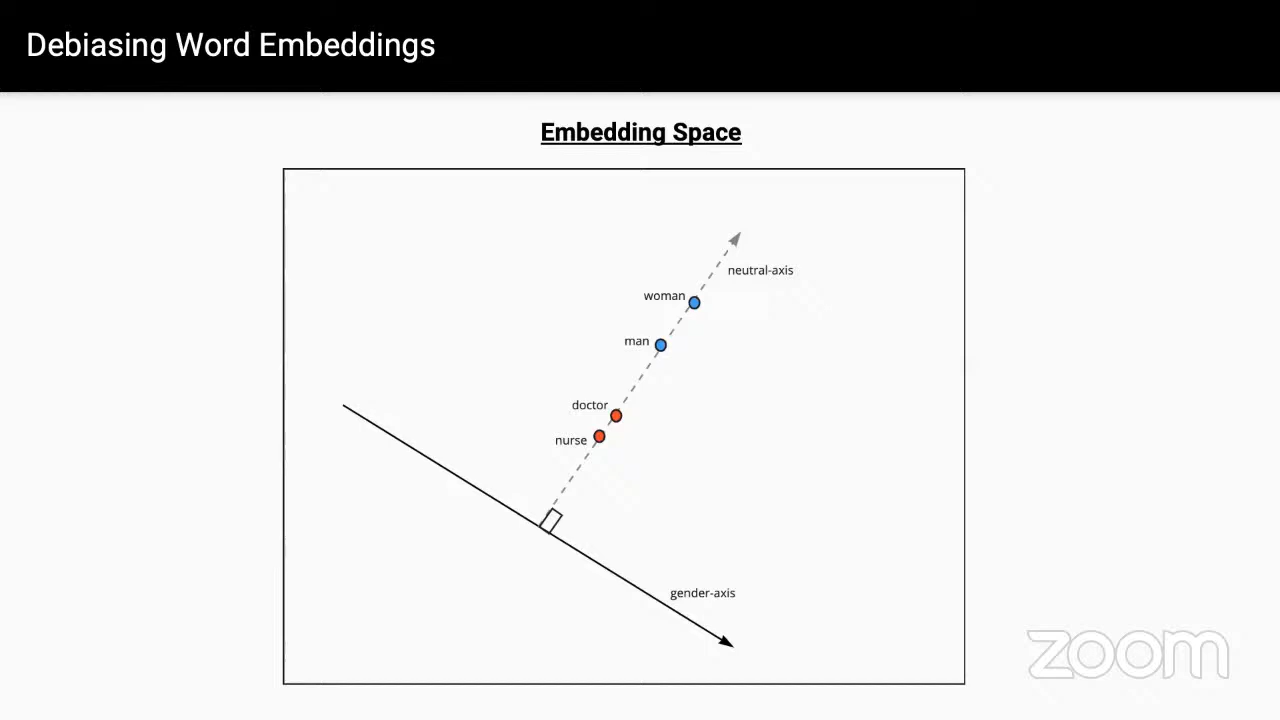 Debiasing Word Embeddings
Embedding Space
neutral-axis
woman
man
doctor
nurse
gender-axis
zoom